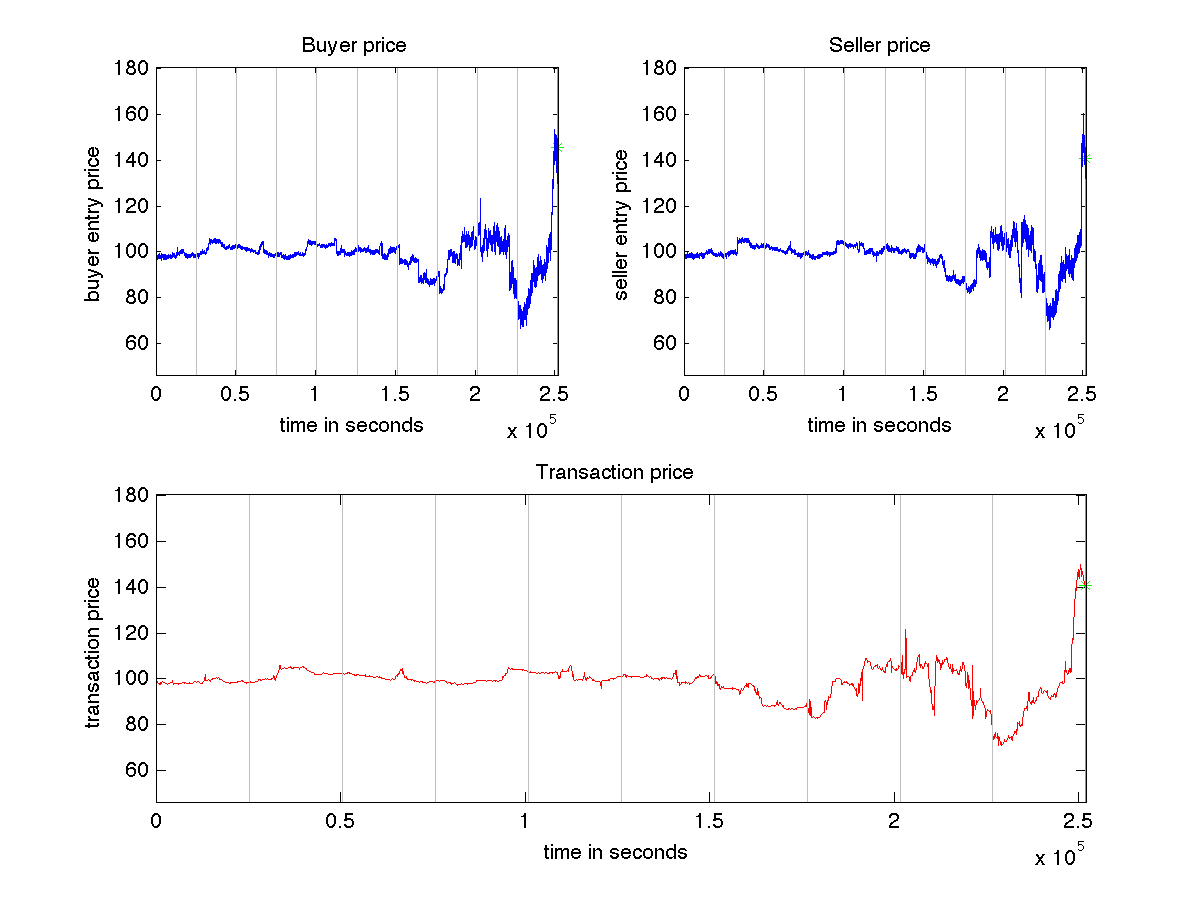 Buyer price
180
160
140
120
100
80
60
buyer entry price
0 0.5 1 1.5 2 2.5
time in seconds
x 10^5
Seller price
180
160
140
120
100
80
60
seller entry price
0 0.5 1 1.5 2 2.5
time in seconds
x 10^5
Transaction price
180
160
140
120
100
80
60
transaction price
0 0.5 1 1.5 2 2.5
time in seconds
x 10^5